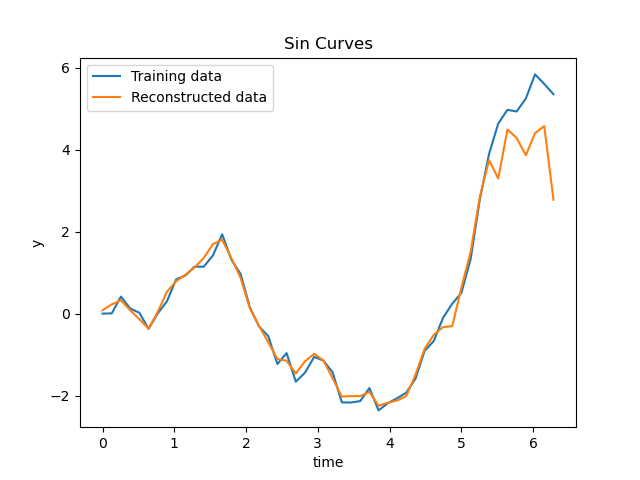 Sin Curves
Training data
Reconstructed data
6
4
2
0
−2
y
0 1 2 3 4 5 6
time